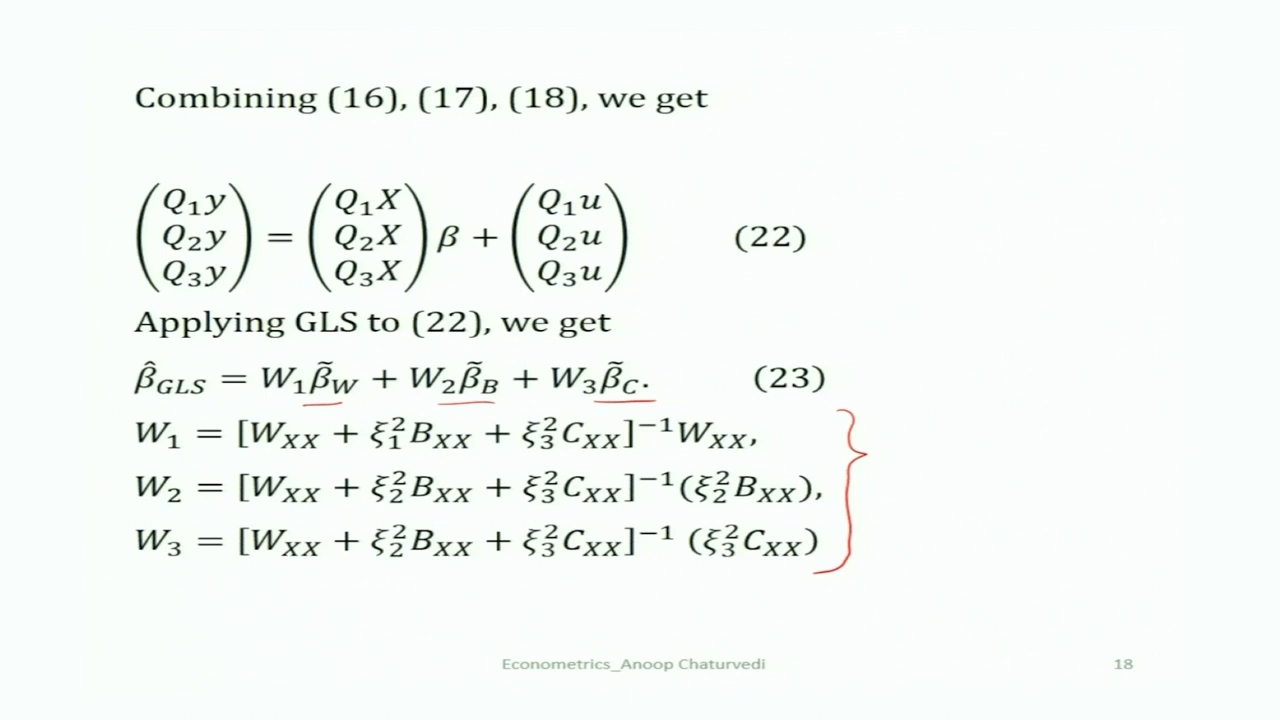 Combining (16), (17), (18), we get
(Q₁y Q₂y Q₃y) = (Q₁X Q₂X Q₃X) β + (Q₁u Q₂u Q₃u) (22)
Applying GLS to (22), we get
β̂_GLS = W₁β̃_W + W₂β̃_B + W₃β̃_C. (23)
W₁ = [W_XX + ξ₁²B_XX + ξ₃²C_XX]⁻¹W_XX,
W₂ = [W_XX + ξ₂²B_XX + ξ₃²C_XX]⁻¹(ξ₂²B_XX),
W₃ = [W_XX + ξ₂²B_XX + ξ₃²C_XX]⁻¹ (ξ₃²C_XX)
Econometrics_Anoop Chaturvedi 18